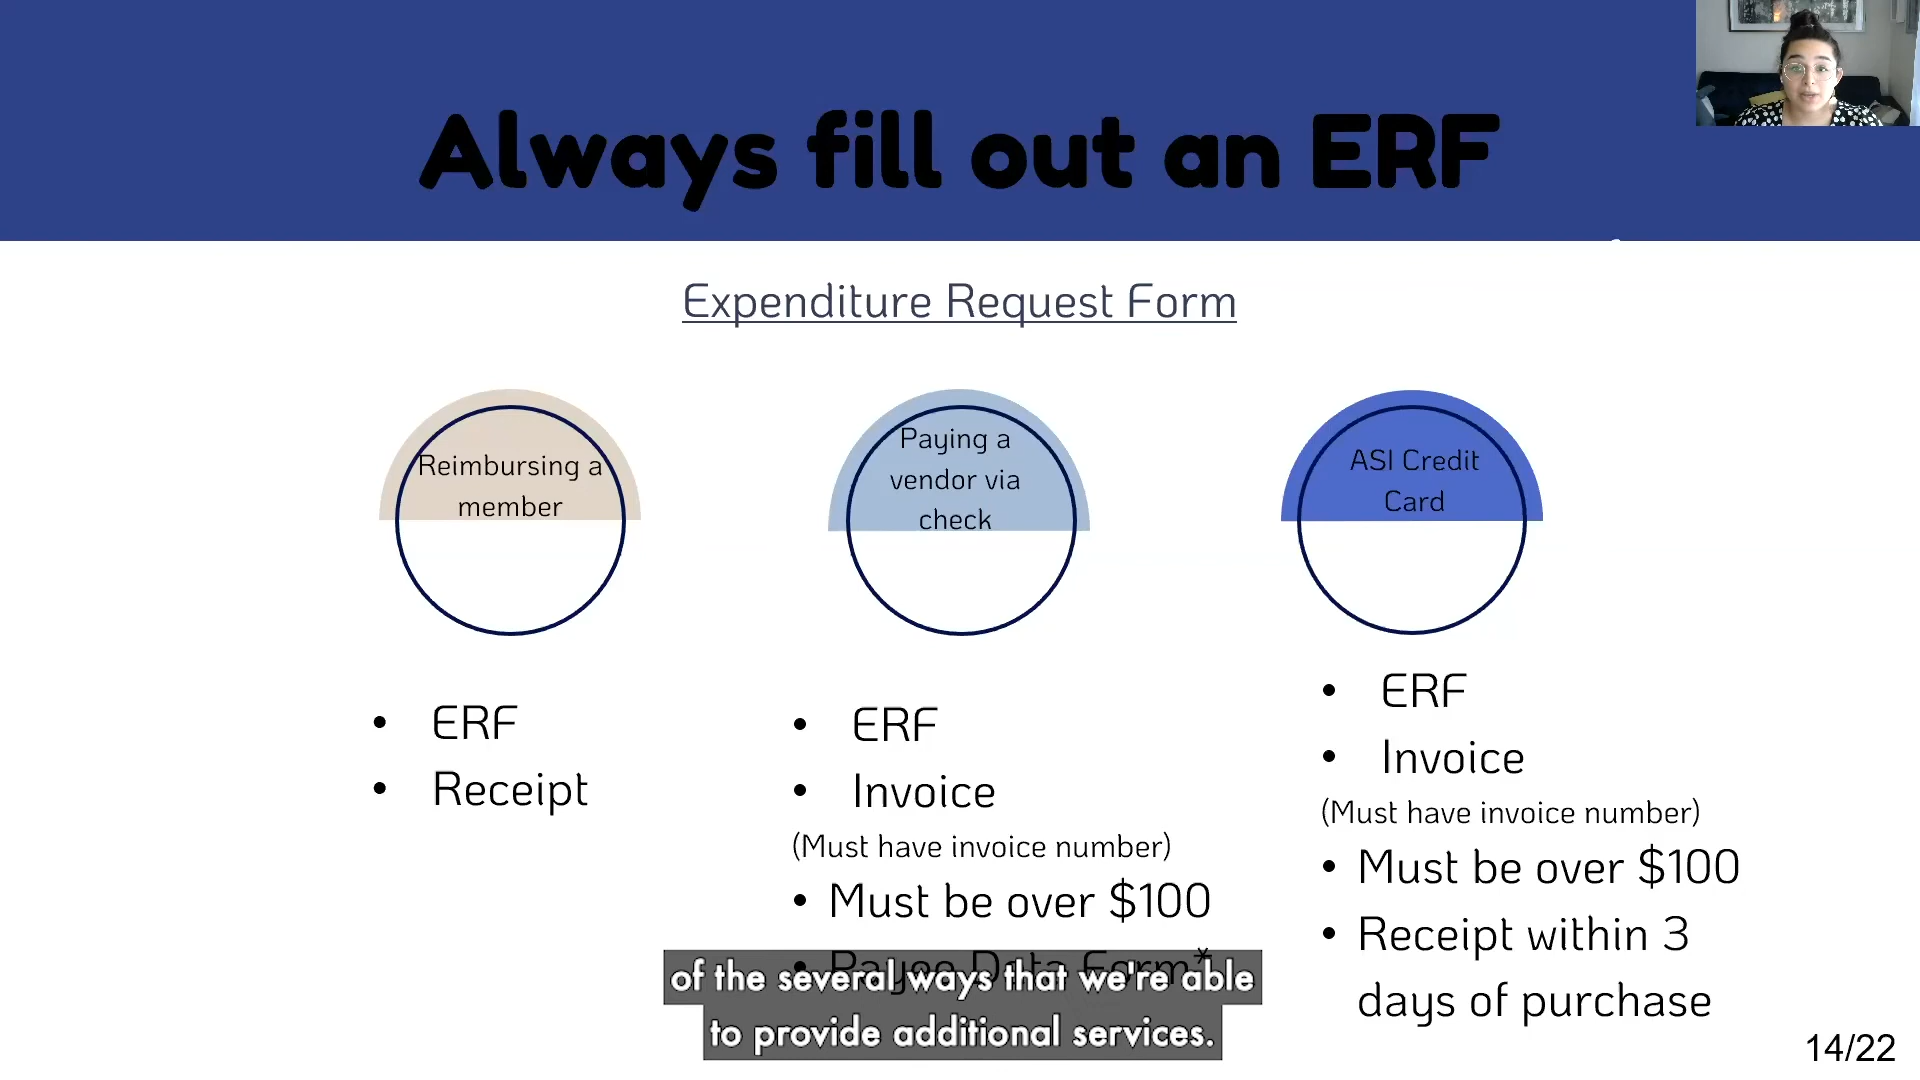 Always fill out an ERF
Expenditure Request Form
Reimbursing a
member
• ERF
• Receipt
Paying a
vendor via
check
• ERF
• Invoice
(Must have invoice number)
• Must be over $100
• Payee Data Form*
ASI Credit
Card
• ERF
• Invoice
(Must have invoice number)
• Must be over $100
• Receipt within 3
days of purchase
of the several ways that we're able
to provide additional services.
14/22